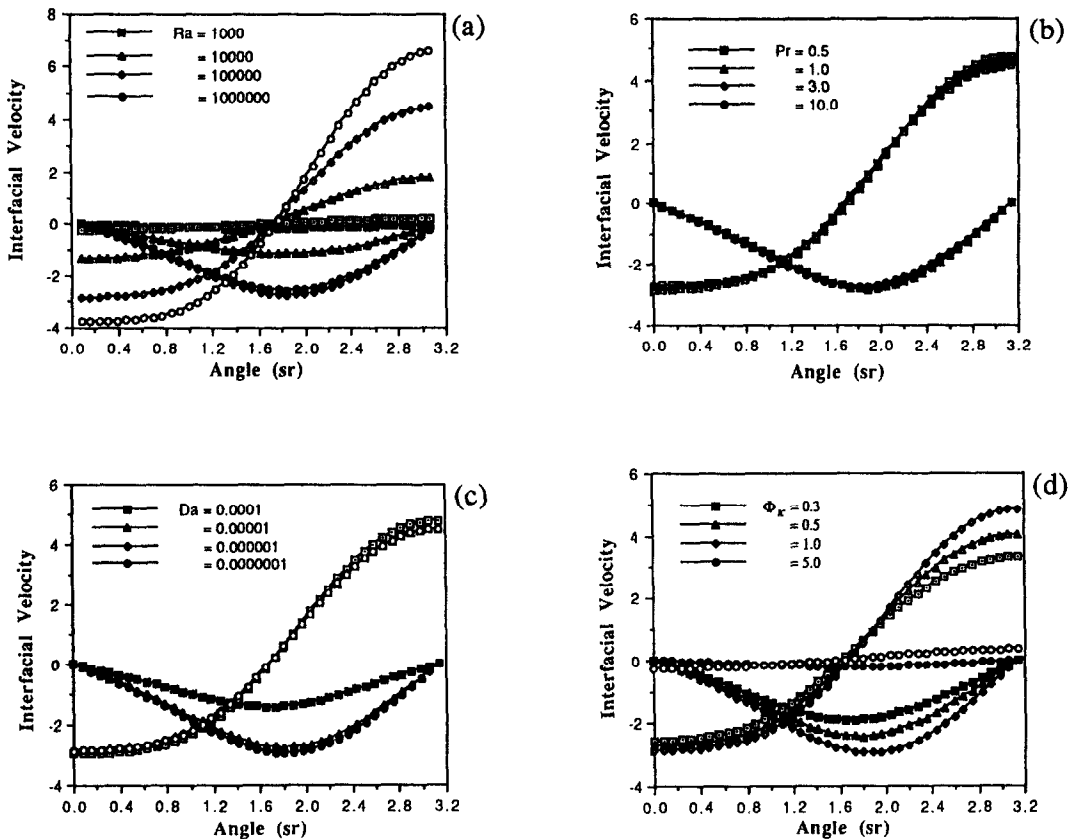 (a)
Ra = 1000
= 10000
= 100000
= 1000000
Interfacial Velocity
8
6
4
2
0
-2
-4
0.0 0.4 0.8 1.2 1.6 2.0 2.4 2.8 3.2
Angle (sr)
(b)
Pr = 0.5
= 1.0
= 3.0
= 10.0
Interfacial Velocity
6
4
2
0
-2
-4
0.0 0.4 0.8 1.2 1.6 2.0 2.4 2.8 3.2
Angle (sr)
(c)
Da = 0.0001
= 0.00001
= 0.000001
= 0.0000001
Interfacial Velocity
6
4
2
0
-2
-4
0.0 0.4 0.8 1.2 1.6 2.0 2.4 2.8 3.2
Angle (sr)
(d)
Φκ = 0.3
= 0.5
= 1.0
= 5.0
Interfacial Velocity
6
4
2
0
-2
-4
0.0 0.4 0.8 1.2 1.6 2.0 2.4 2.8 3.2
Angle (sr)